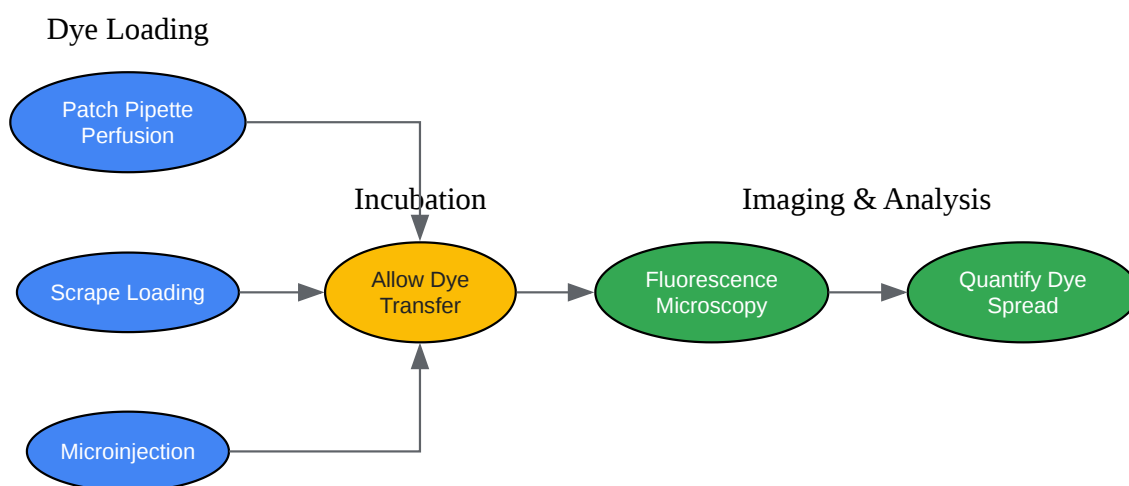 Dye Loading
Patch Pipette
Perfusion
Incubation
Imaging & Analysis
Scrape Loading
Allow Dye
Transfer
Fluorescence
Microscopy
Quantify Dye
Spread
Microinjection